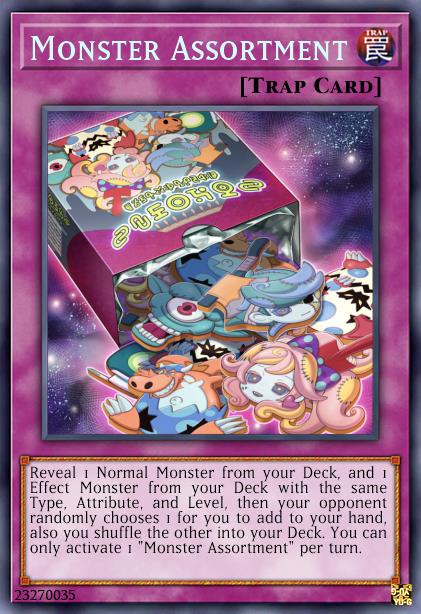 MONSTER ASSORTMENT
TRAP
罠
[TRAP CARD]
Reveal 1 Normal Monster from your Deck, and 1
Effect Monster from your Deck with the same
Type, Attribute, and Level, then your opponent
randomly chooses 1 for you to add to your hand,
also you shuffle the other into your Deck. You can
only activate 1 "Monster Assortment" per turn.
23270035